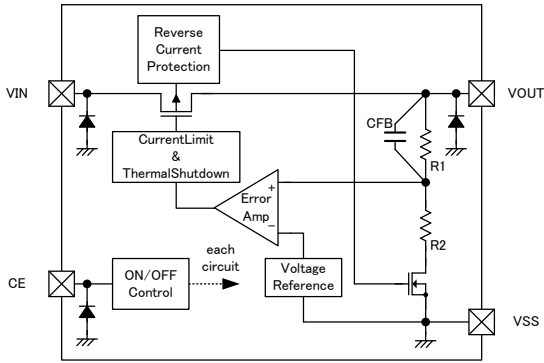 Reverse
Current
Protection
VIN
VOUT
CFB
CurrentLimit
&
ThermalShutdown
R1
+
Error
Amp
−
R2
each
circuit
CE
ON/OFF
Control
Voltage
Reference
VSS